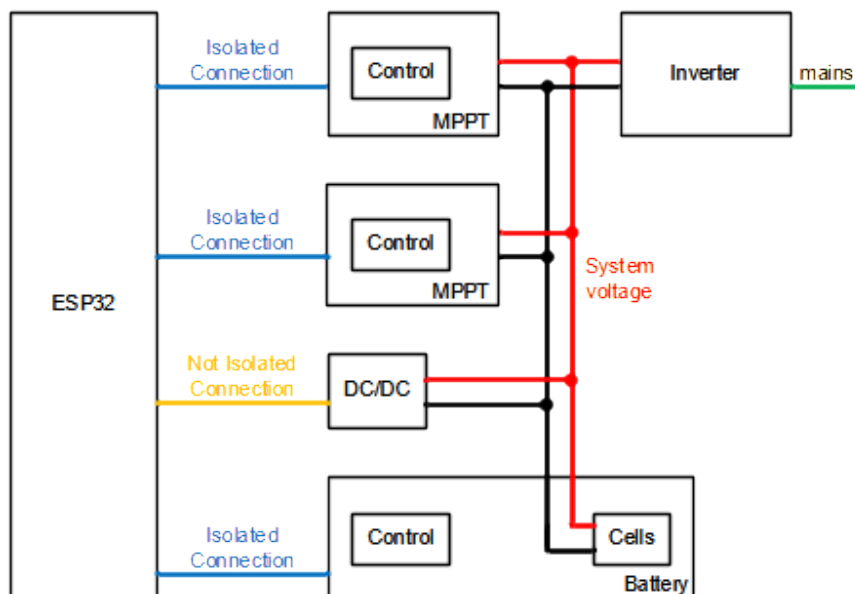 Isolated
Connection
Control
MPPT
Inverter
mains
Isolated
Connection
Control
MPPT
System
voltage
ESP32
Not Isolated
Connection
DC/DC
Isolated
Connection
Control
Cells
Battery